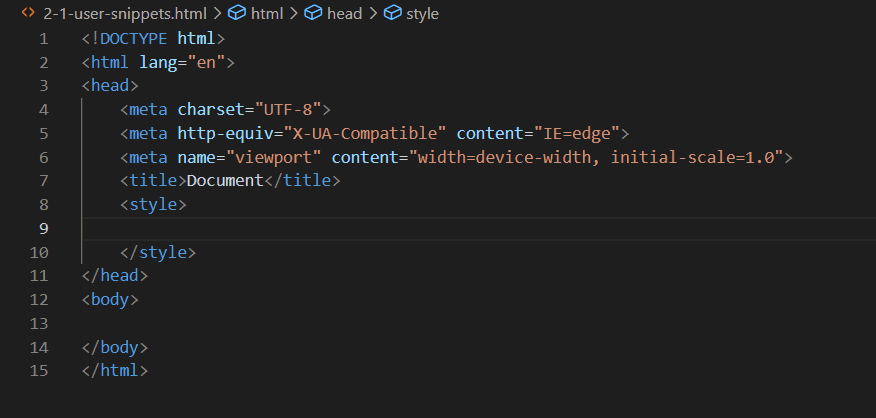 2-1-user-snippets.html > html > head > style
1 <!DOCTYPE html>
2 <html lang="en">
3 <head>
4     <meta charset="UTF-8">
5     <meta http-equiv="X-UA-Compatible" content="IE=edge">
6     <meta name="viewport" content="width=device-width, initial-scale=1.0">
7     <title>Document</title>
8     <style>
9
10     </style>
11 </head>
12 <body>
13
14 </body>
15 </html>